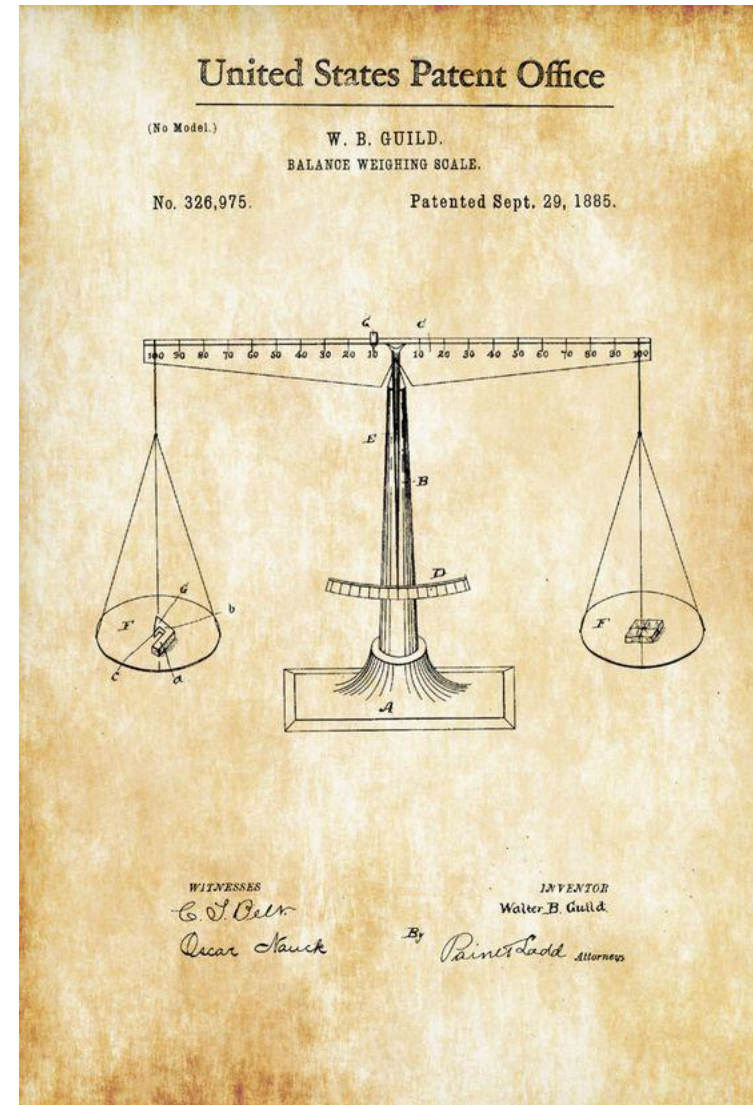 United States Patent Office
(No Model.)
W. B. GUILD.
BALANCE WEIGHING SCALE.
No. 326,975.
Patented Sept. 29, 1885.
G C
100 90 80 70 60 50 40 30 20 10 10 20 30 40 50 60 70 80 90 100
E
B
D
G
b
F
F
c
a
A
WITNESSES
INVENTOR
Walter B. Guild.
By
Oscar Nauck
Attorneys